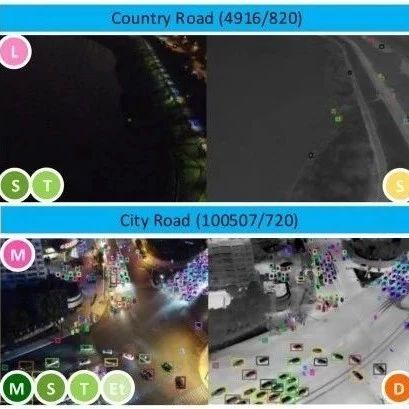 Country Road (4916/820)
L
S T S
City Road (100507/720)
M
M S T Et D